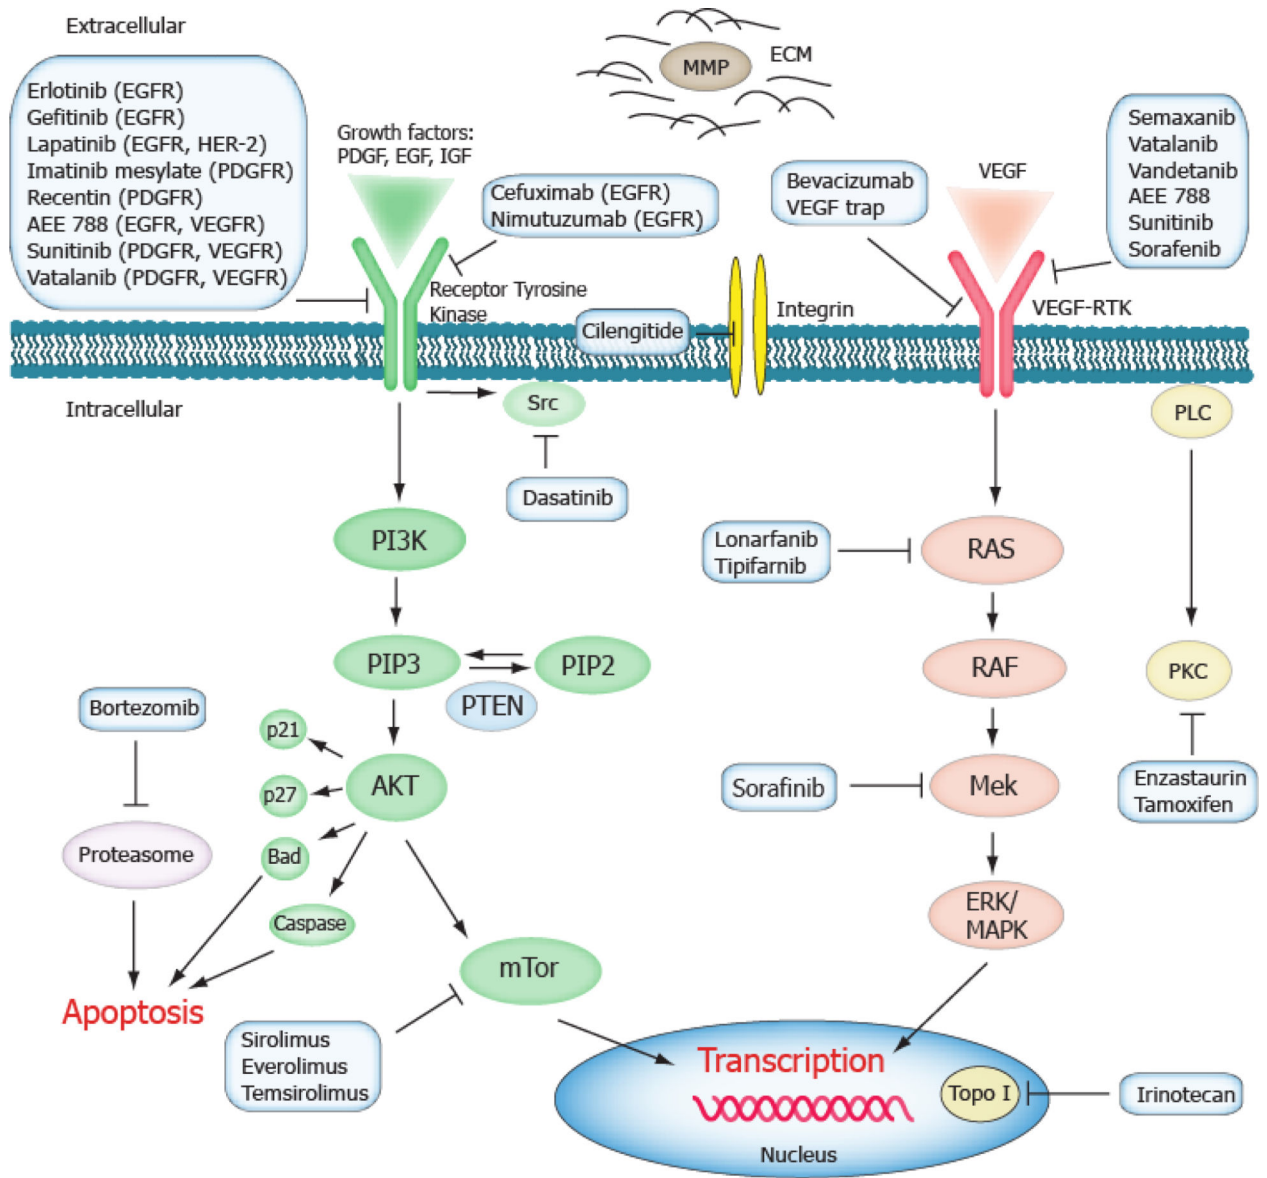 Extracellular
Erlotinib (EGFR)
Gefitinib (EGFR)
Lapatinib (EGFR, HER-2)
Imatinib mesylate (PDGFR)
Recentin (PDGFR)
AEE 788 (EGFR, VEGFR)
Sunitinib (PDGFR, VEGFR)
Vatalanib (PDGFR, VEGFR)
Growth factors:
PDGF, EGF, IGF
Cefuximab (EGFR)
Nimutuzumab (EGFR)
Receptor Tyrosine
Kinase
MMP
ECM
Bevacizumab
VEGF trap
VEGF
Semaxanib
Vatalanib
Vandetanib
AEE 788
Sunitinib
Sorafenib
Cilengitide
Integrin
VEGF-RTK
Intracellular
Src
PLC
Dasatinib
PI3K
Lonarfanib
Tipifarnib
RAS
PIP3
PIP2
PTEN
RAF
PKC
Bortezomib
p21
p27
AKT
Bad
Caspase
Proteasome
Sorafinib
Mek
Enzastaurin
Tamoxifen
ERK/
MAPK
mTor
Apoptosis
Sirolimus
Everolimus
Temsirolimus
Transcription
Topo I
Irinotecan
Nucleus